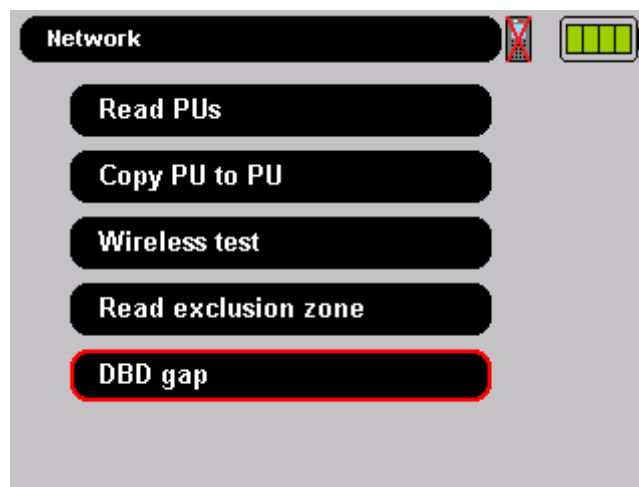 Network
Read PUs
Copy PU to PU
Wireless test
Read exclusion zone
DBD gap